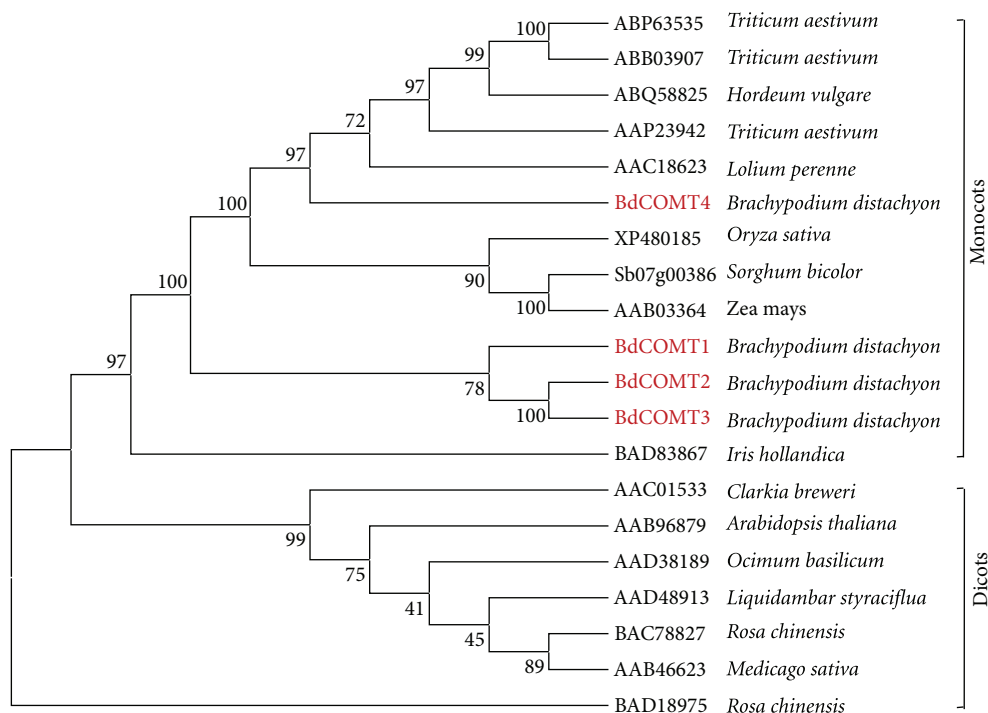 100 ABP63535 Triticum aestivum
ABB03907 Triticum aestivum
99
ABQ58825 Hordeum vulgare
97
AAP23942 Triticum aestivum
72
AAC18623 Lolium perenne
97
BdCOMT4 Brachypodium distachyon
100
XP480185 Oryza sativa
90 Sb07g00386 Sorghum bicolor
100 AAB03364 Zea mays
100
BdCOMT1 Brachypodium distachyon
78 BdCOMT2 Brachypodium distachyon
100 BdCOMT3 Brachypodium distachyon
97
BAD83867 Iris hollandica
Monocots
AAC01533 Clarkia breweri
99
AAB96879 Arabidopsis thaliana
75
AAD38189 Ocimum basilicum
41
AAD48913 Liquidambar styraciflua
45
BAC78827 Rosa chinensis
89 AAB46623 Medicago sativa
BAD18975 Rosa chinensis
Dicots